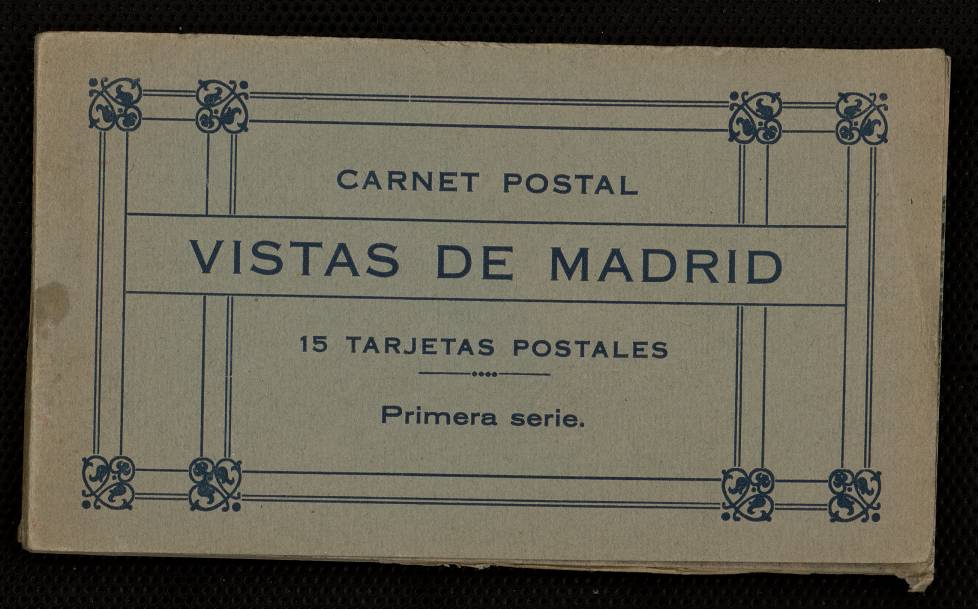 CARNET POSTAL
VISTAS DE MADRID
15 TARJETAS POSTALES
Primera serie.